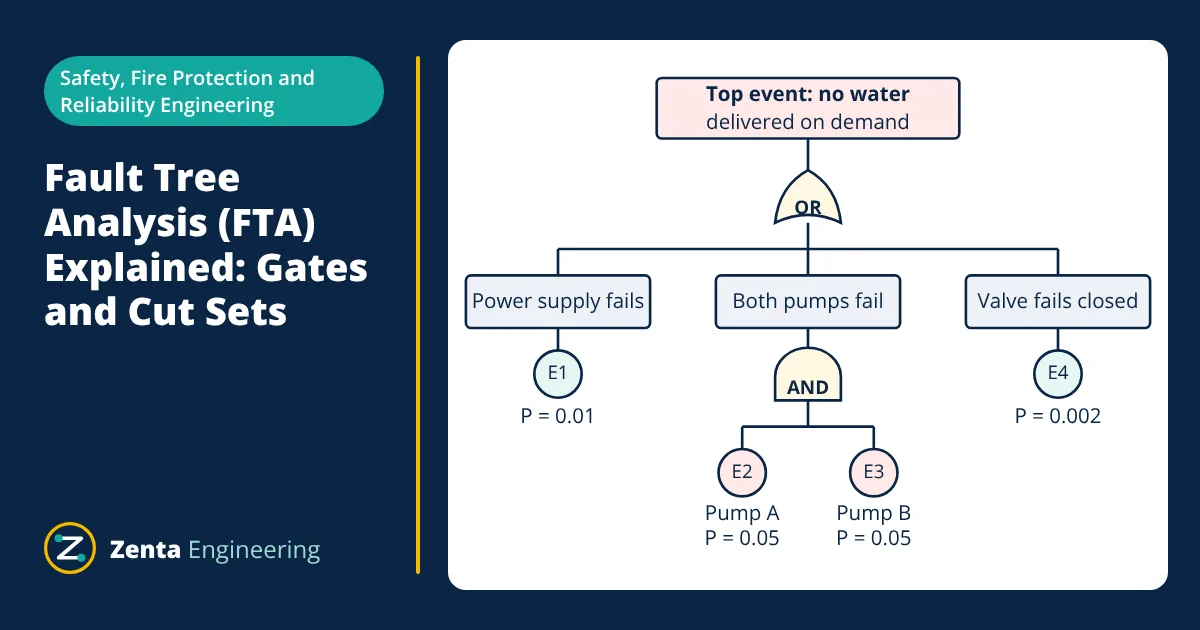 Safety, Fire Protection and
Reliability Engineering
Fault Tree
Analysis (FTA)
Explained: Gates
and Cut Sets
Zenta Engineering
Top event: no water
delivered on demand
OR
Power supply fails
Both pumps fail
Valve fails closed
E1
P = 0.01
AND
E4
P = 0.002
E2
E3
Pump A
P = 0.05
Pump B
P = 0.05